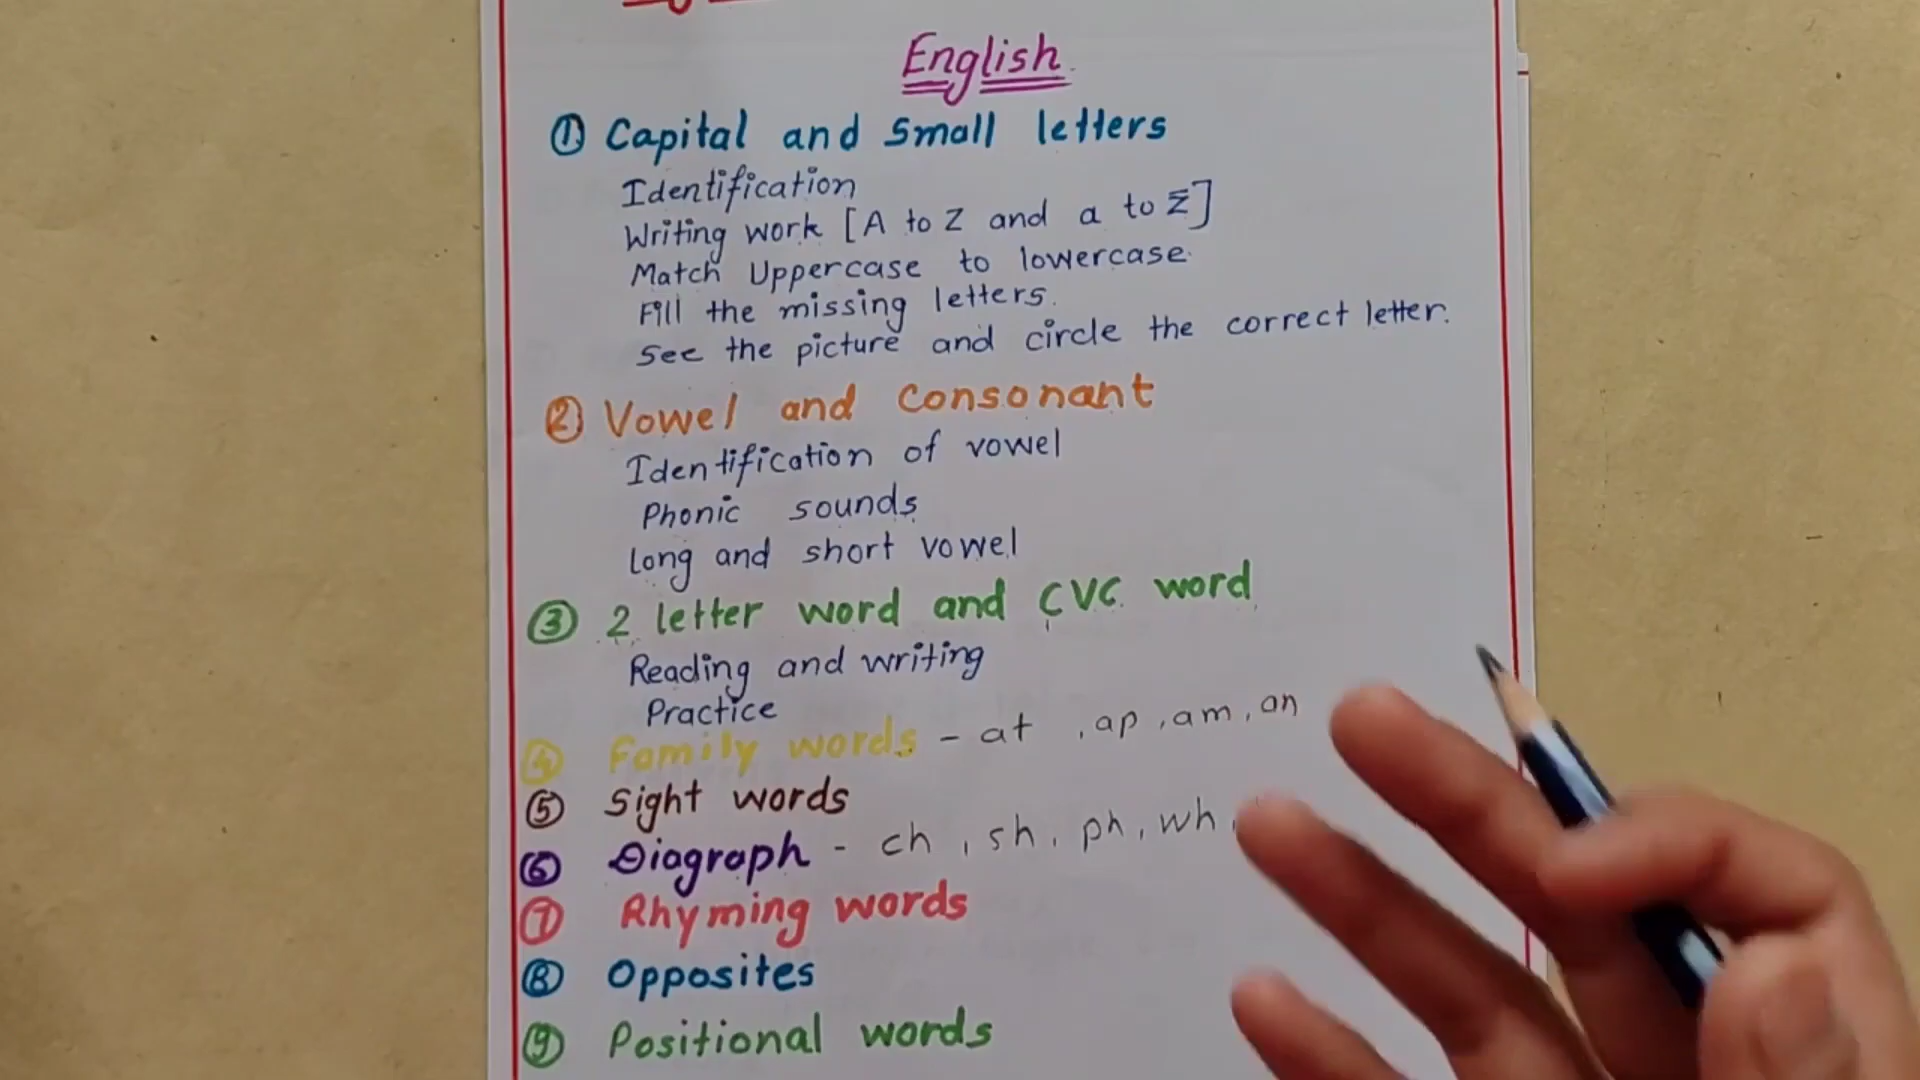 English
① Capital and Small letters
Identification
Writing work [A to Z and a to z]
Match Uppercase to lowercase.
Fill the missing letters.
See the picture and circle the correct letter.
② Vowel and Consonant
Identification of vowel
Phonic sounds
Long and short vowel
③ 2 letter word and CVC word
Reading and writing
Practice
④ Family words - at , ap , am , an
⑤ Sight words
⑥ Diagraph - ch , sh , ph , wh ,
⑦ Rhyming words
⑧ Opposites
⑨ Positional words